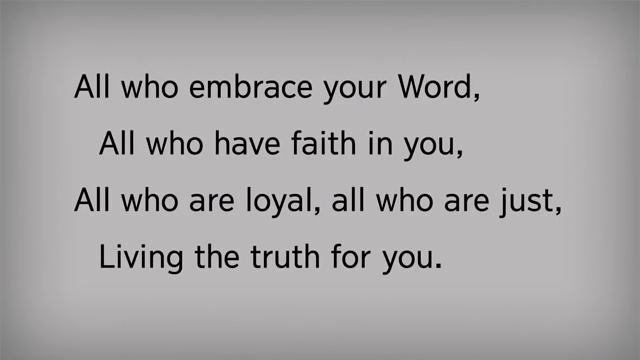 All who embrace your Word,
All who have faith in you,
All who are loyal, all who are just,
Living the truth for you.